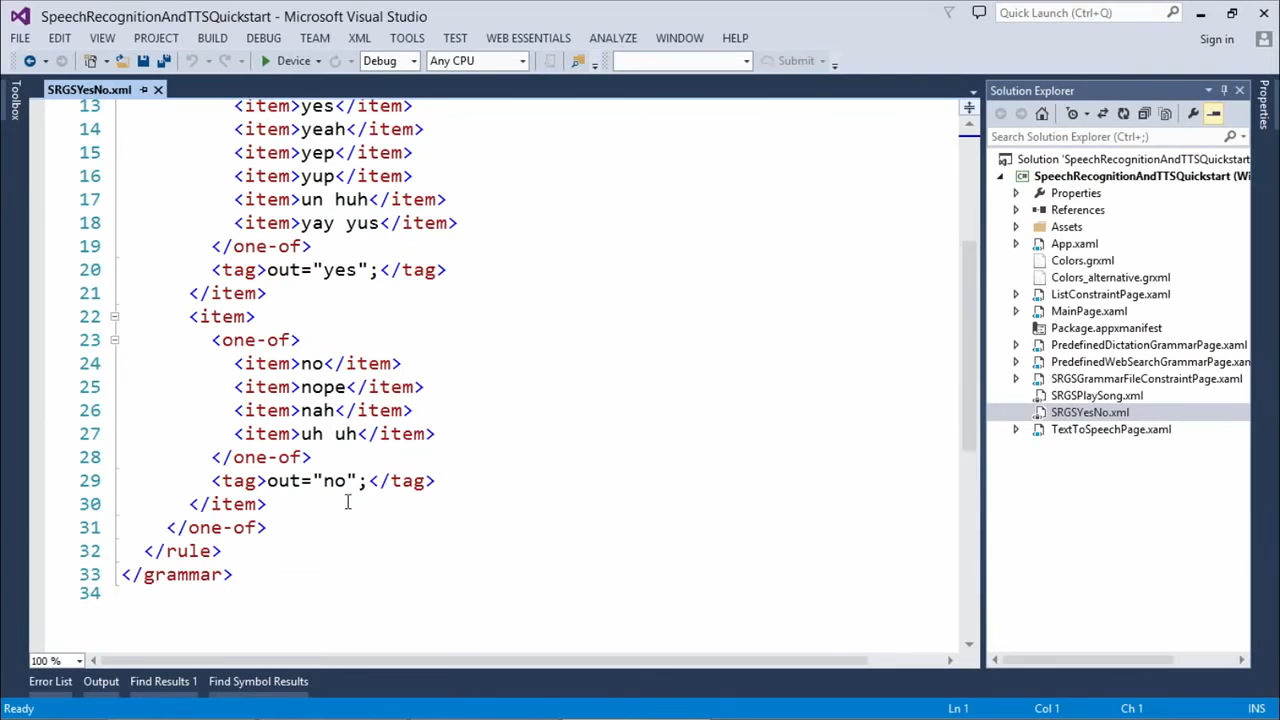 SpeechRecognitionAndTTSQuickstart - Microsoft Visual Studio
Quick Launch (Ctrl+Q)
FILE EDIT VIEW PROJECT BUILD DEBUG TEAM XML TOOLS TEST WEB ESSENTIALS ANALYZE WINDOW HELP
Sign in
Device Debug Any CPU Submit
Toolbox
SRGSYesNo.xml
13 <item>yes</item>
14 <item>yeah</item>
15 <item>yep</item>
16 <item>yup</item>
17 <item>un huh</item>
18 <item>yay yus</item>
19 </one-of>
20 <tag>out="yes";</tag>
21 </item>
22 <item>
23 <one-of>
24 <item>no</item>
25 <item>nope</item>
26 <item>nah</item>
27 <item>uh uh</item>
28 </one-of>
29 <tag>out="no";</tag>
30 </item>
31 </one-of>
32 </rule>
33 </grammar>
34
100 %
Solution Explorer
Search Solution Explorer (Ctrl+;)
Solution 'SpeechRecognitionAndTTSQuickstart
SpeechRecognitionAndTTSQuickstart (Wi
Properties
References
Assets
App.xaml
Colors.grxml
Colors_alternative.grxml
ListConstraintPage.xaml
MainPage.xaml
Package.appxmanifest
PredefinedDictationGrammarPage.xaml
PredefinedWebSearchGrammarPage.xaml
SRGSGrammarFileConstraintPage.xaml
SRGSPlaySong.xml
SRGSYesNo.xml
TextToSpeechPage.xaml
Properties
Error List Output Find Results 1 Find Symbol Results
Ready Ln 1 Col 1 Ch 1 INS